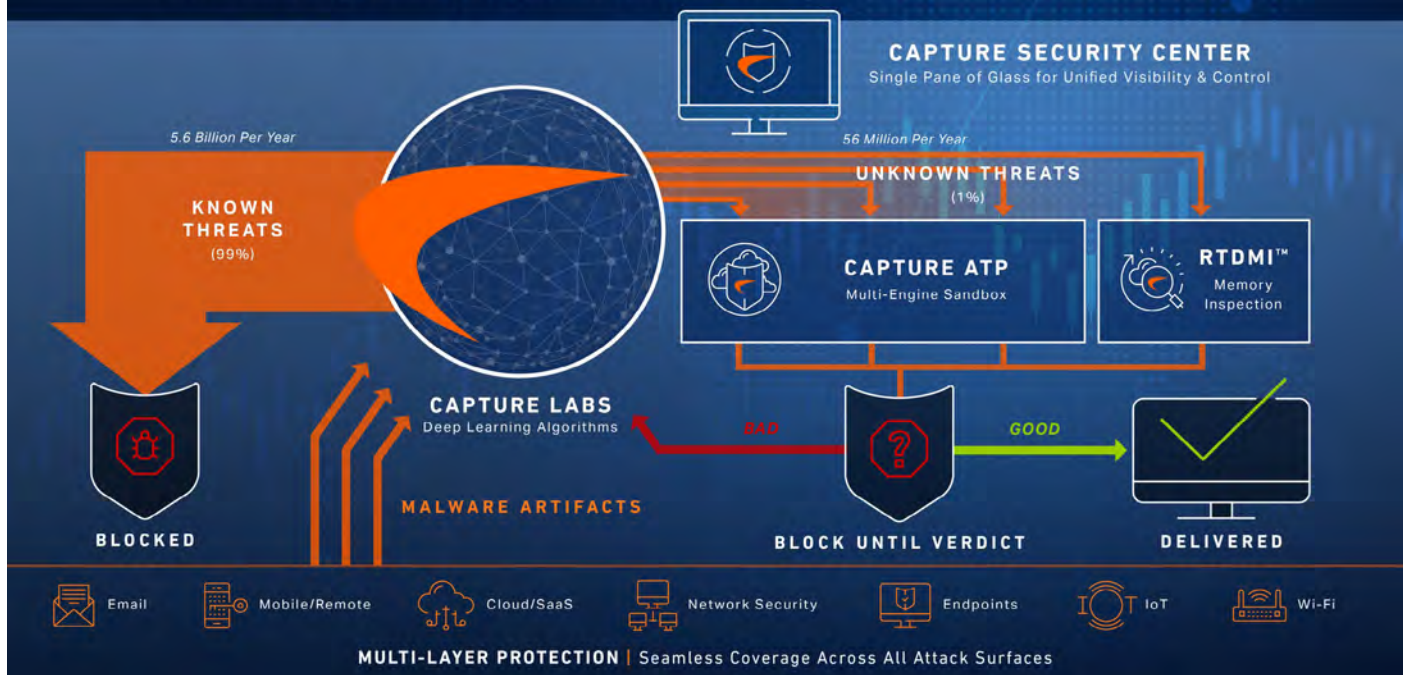 CAPTURE SECURITY CENTER
Single Pane of Glass for Unified Visibility & Control
5.6 Billion Per Year
56 Million Per Year
KNOWN
THREATS
(99%)
UNKNOWN THREATS
(1%)
CAPTURE ATP
Multi-Engine Sandbox
RTDMI™
Memory
Inspection
CAPTURE LABS
Deep Learning Algorithms
BAD
?
GOOD
MALWARE ARTIFACTS
BLOCKED
BLOCK UNTIL VERDICT
DELIVERED
Email
Mobile/Remote
Cloud/SaaS
Network Security
Endpoints
I T IoT
Wi-Fi
MULTI-LAYER PROTECTION | Seamless Coverage Across All Attack Surfaces